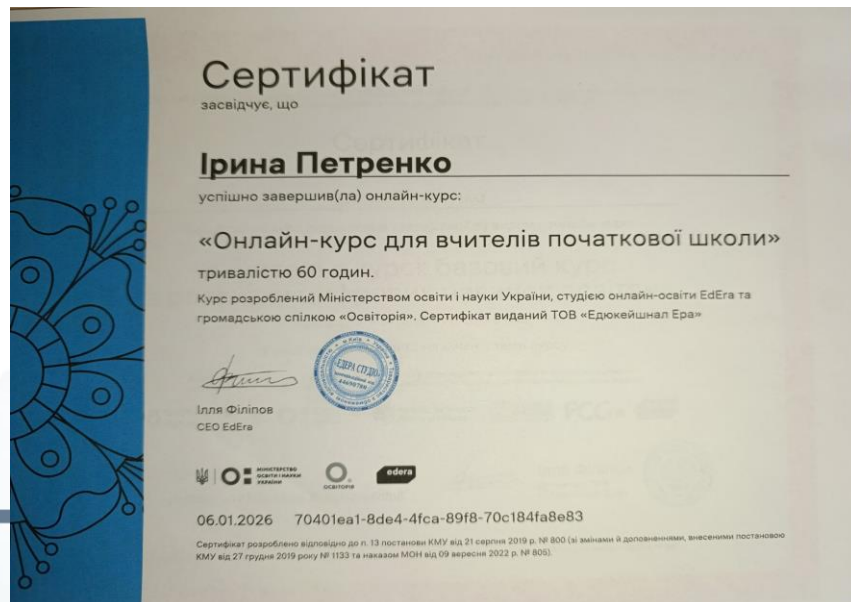 Сертифікат
засвідчує, що
Ірина Петренко
успішно завершив(ла) онлайн-курс:
«Онлайн-курс для вчителів початкової школи»
тривалістю 60 годин.
Курс розроблений Міністерством освіти і науки України, студією онлайн-освіти EdEra та
громадською спілкою «Освіторія». Сертифікат виданий ТОВ «Едюкейшнал Ера»
ЕДЕРА СТУДІО
Ілля Філіпов
CEO EdEra
МІНІСТЕРСТВО
ОСВІТИ І НАУКИ
УКРАЇНИ
ОСВІТОРІЯ
edera
06.01.2026 70401ea1-8de4-4fca-89f8-70c184fa8e83
Сертифікат розроблено відповідно до п. 13 постанови КМУ від 21 серпня 2019 р. № 800 (зі змінами й доповненнями, внесеними постановою
КМУ від 27 грудня 2019 року № 1133 та наказом МОН від 09 вересня 2022 р. № 805).